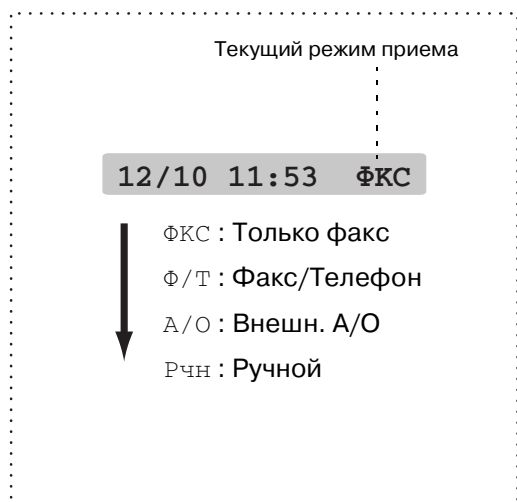 Текущий режим приема
12/10 11:53 ФКС
ФКС : Только факс
Ф/Т : Факс/Телефон
А/О : Внешн. А/О
Рчн : Ручной